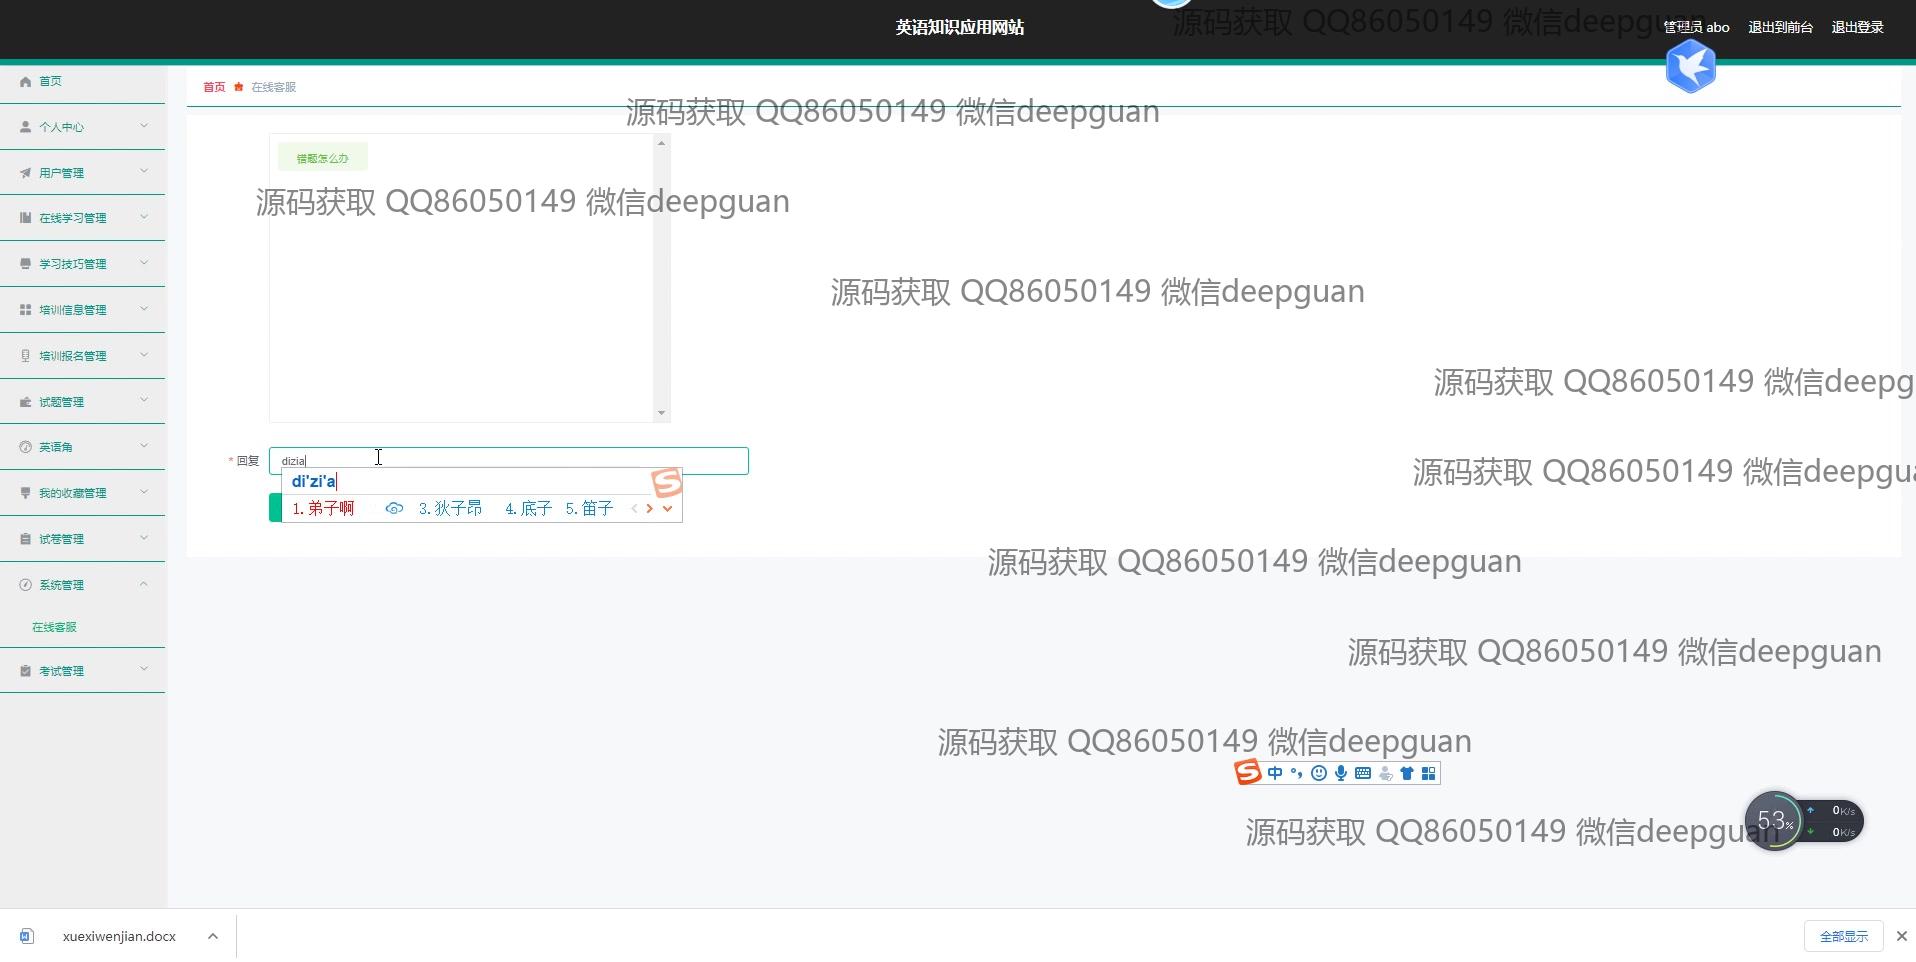 英语知识应用网站
源码获取 QQ86050149 微信deepguan
管理员 abo 退出到前台 退出登录
首页
首页 在线客服
源码获取 QQ86050149 微信deepguan
个人中心
错题怎么办
用户管理
源码获取 QQ86050149 微信deepguan
在线学习管理
学习技巧管理
源码获取 QQ86050149 微信deepguan
培训信息管理
培训报名管理
源码获取 QQ86050149 微信deepg
试题管理
英语角
* 回复 dizia
源码获取 QQ86050149 微信deepgua
di'zi'a
我的收藏管理
1.弟子啊 3.狄子昂 4.底子 5.笛子
试卷管理
源码获取 QQ86050149 微信deepguan
系统管理
在线客服
源码获取 QQ86050149 微信deepguan
考试管理
源码获取 QQ86050149 微信deepguan
中
53% 0K/s
0K/s
源码获取 QQ86050149 微信deepguan
xuexiwenjian.docx
全部显示